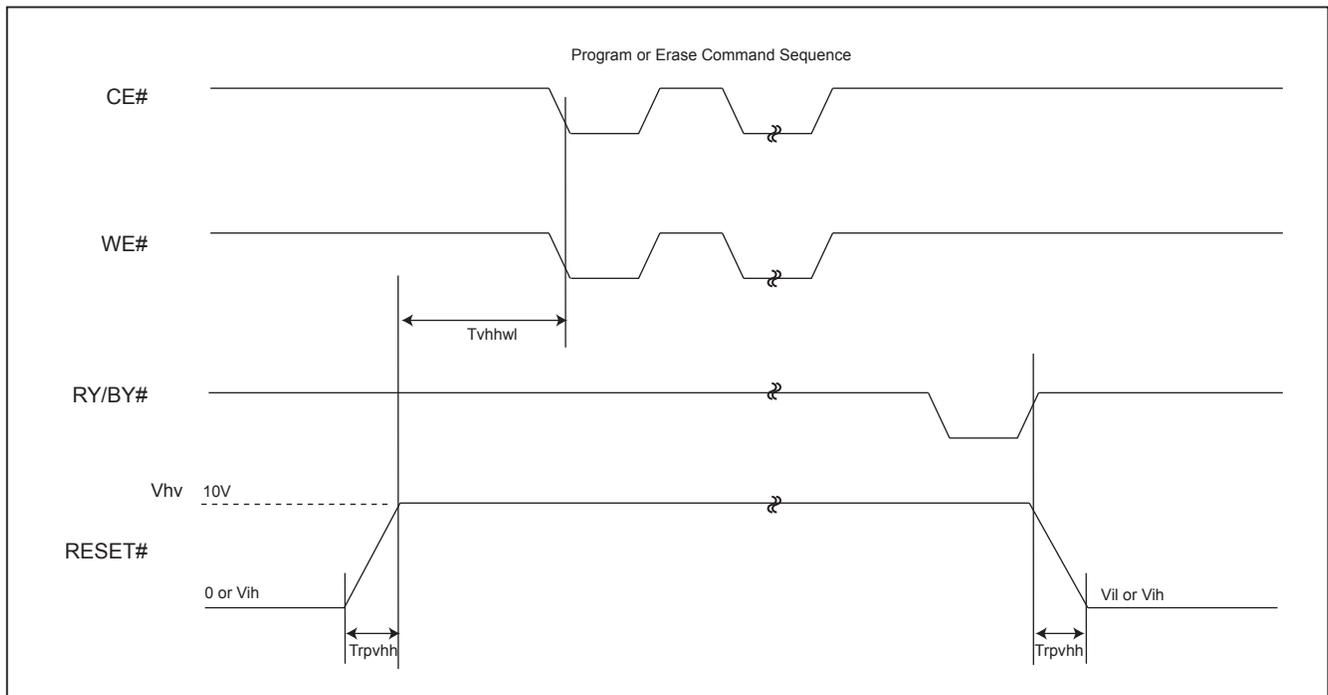 Program or Erase Command Sequence
CE#
WE#
Tvhhwl
RY/BY#
Vhv 10V
RESET#
0 or Vih
Vil or Vih
Trpvhh
Trpvhh